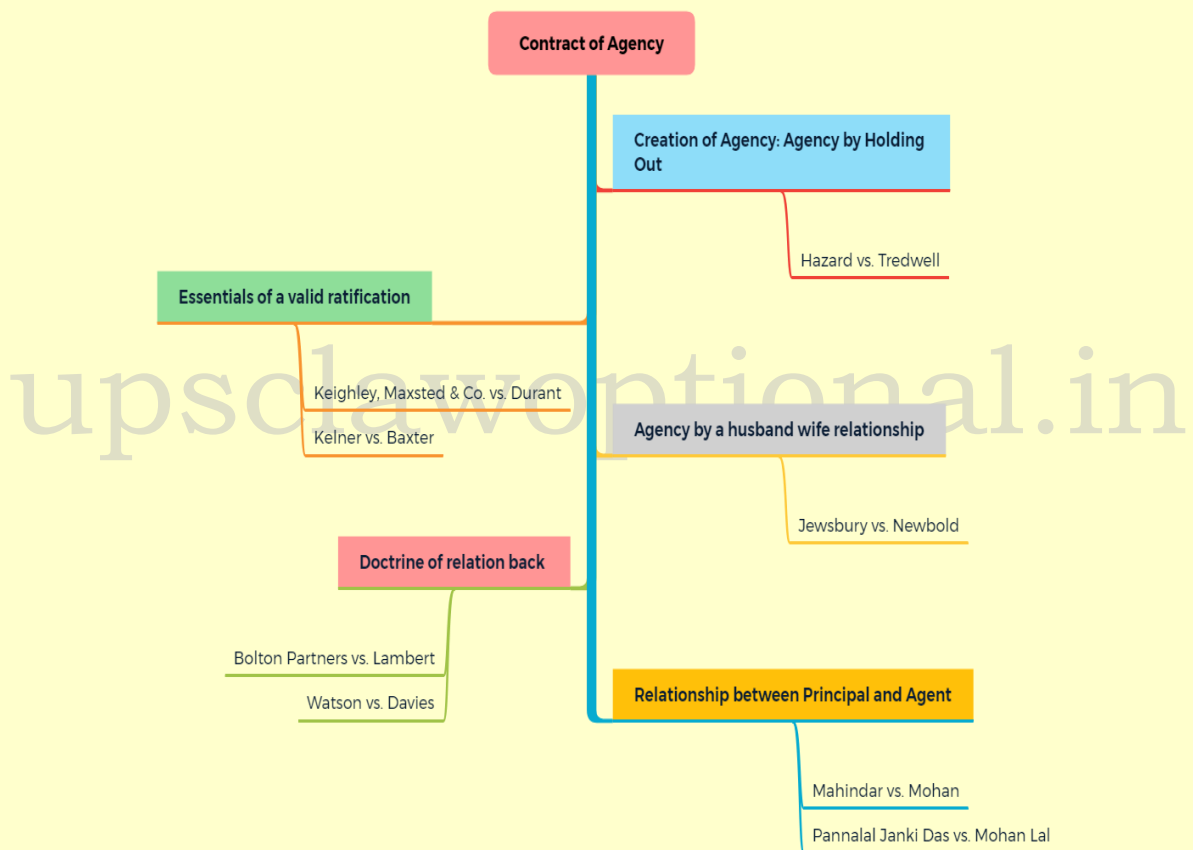 Contract of Agency
Creation of Agency: Agency by Holding
Out
Hazard vs. Tredwell
Essentials of a valid ratification
Keighley, Maxsted & Co. vs. Durant
Kelner vs. Baxter
upsclawoptional.in
Agency by a husband wife relationship
Jewsbury vs. Newbold
Doctrine of relation back
Bolton Partners vs. Lambert
Watson vs. Davies
Relationship between Principal and Agent
Mahindar vs. Mohan
Pannalal Janki Das vs. Mohan Lal